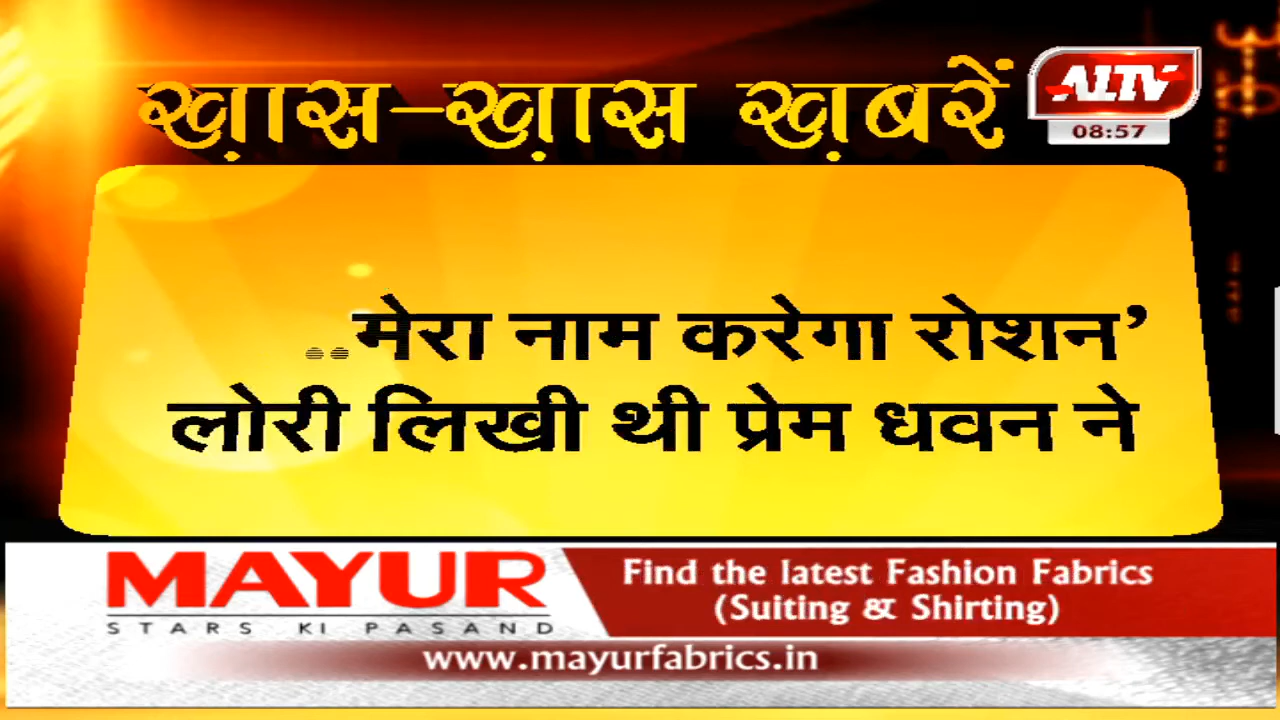 ख़ास-ख़ास ख़बरें
A1TV
08:57
..मेरा नाम करेगा रोशन’
लोरी लिखी थी प्रेम धवन ने
MAYUR
STARS KI PASAND
Find the latest Fashion Fabrics
(Suiting & Shirting)
www.mayurfabrics.in